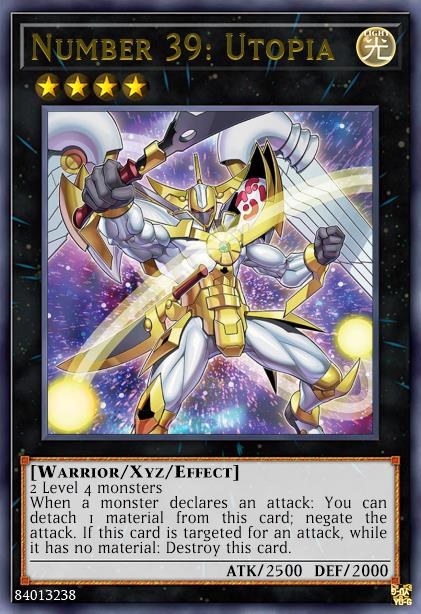 Number 39: Utopia
LIGHT
光
39
[Warrior/Xyz/Effect]
2 Level 4 monsters
When a monster declares an attack: You can
detach 1 material from this card; negate the
attack. If this card is targeted for an attack, while
it has no material: Destroy this card.
ATK/2500 DEF/2000
84013238